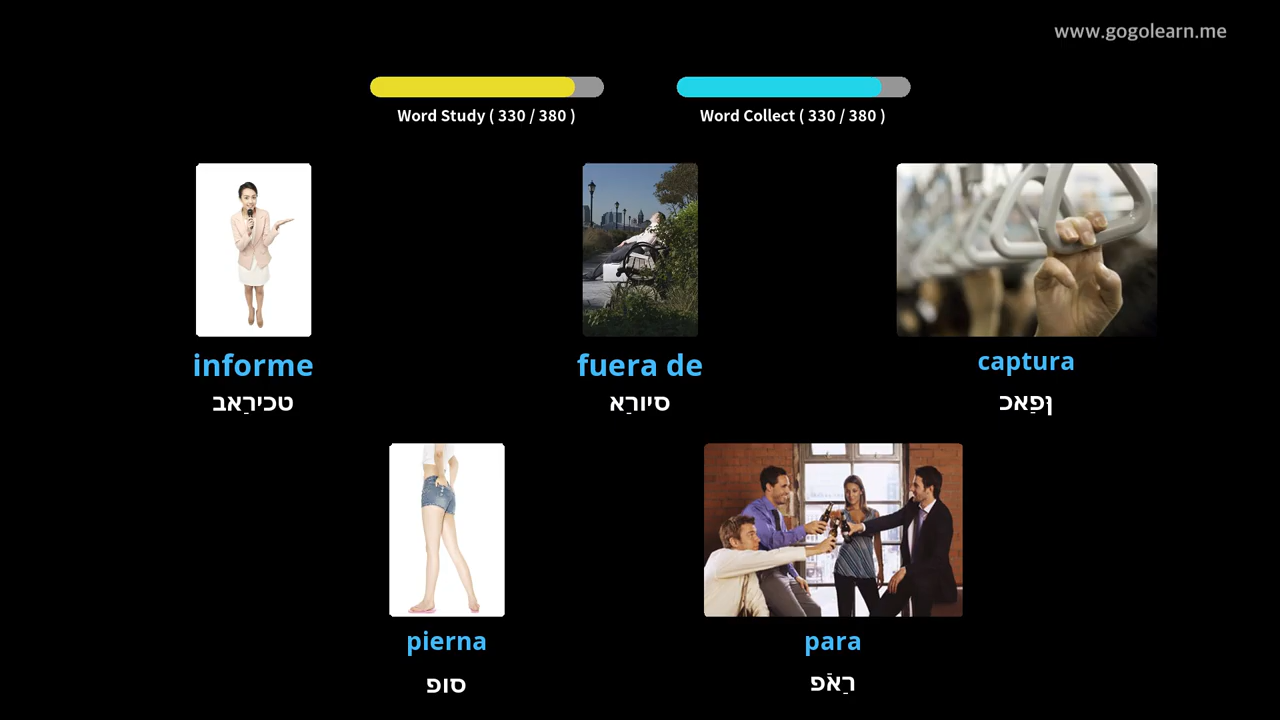 www.gogolearn.me
Word Study ( 330 / 380 )
Word Collect ( 330 / 380 )
informe
טכירַאב
fuera de
סיורַא
captura
ןּפַאכ
pierna
סופ
para
רַאֿפ